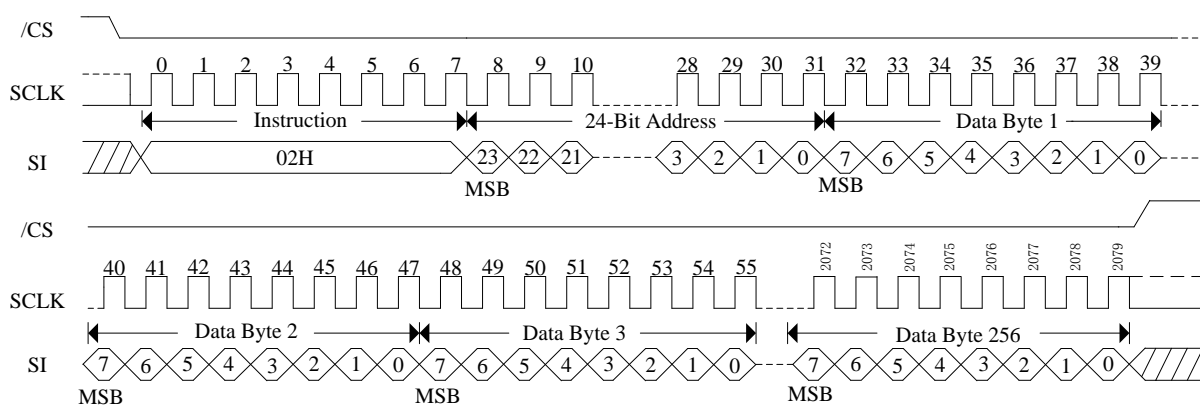 /CS
0 1 2 3 4 5 6 7 8 9 10 28 29 30 31 32 33 34 35 36 37 38 39
SCLK
Instruction 24-Bit Address Data Byte 1
SI 02H 23 22 21 3 2 1 0 7 6 5 4 3 2 1 0
MSB MSB
/CS
40 41 42 43 44 45 46 47 48 49 50 51 52 53 54 55 2072 2073 2074 2075 2076 2077 2078 2079
SCLK
Data Byte 2 Data Byte 3 Data Byte 256
SI 7 6 5 4 3 2 1 0 7 6 5 4 3 2 1 0 7 6 5 4 3 2 1 0
MSB MSB MSB